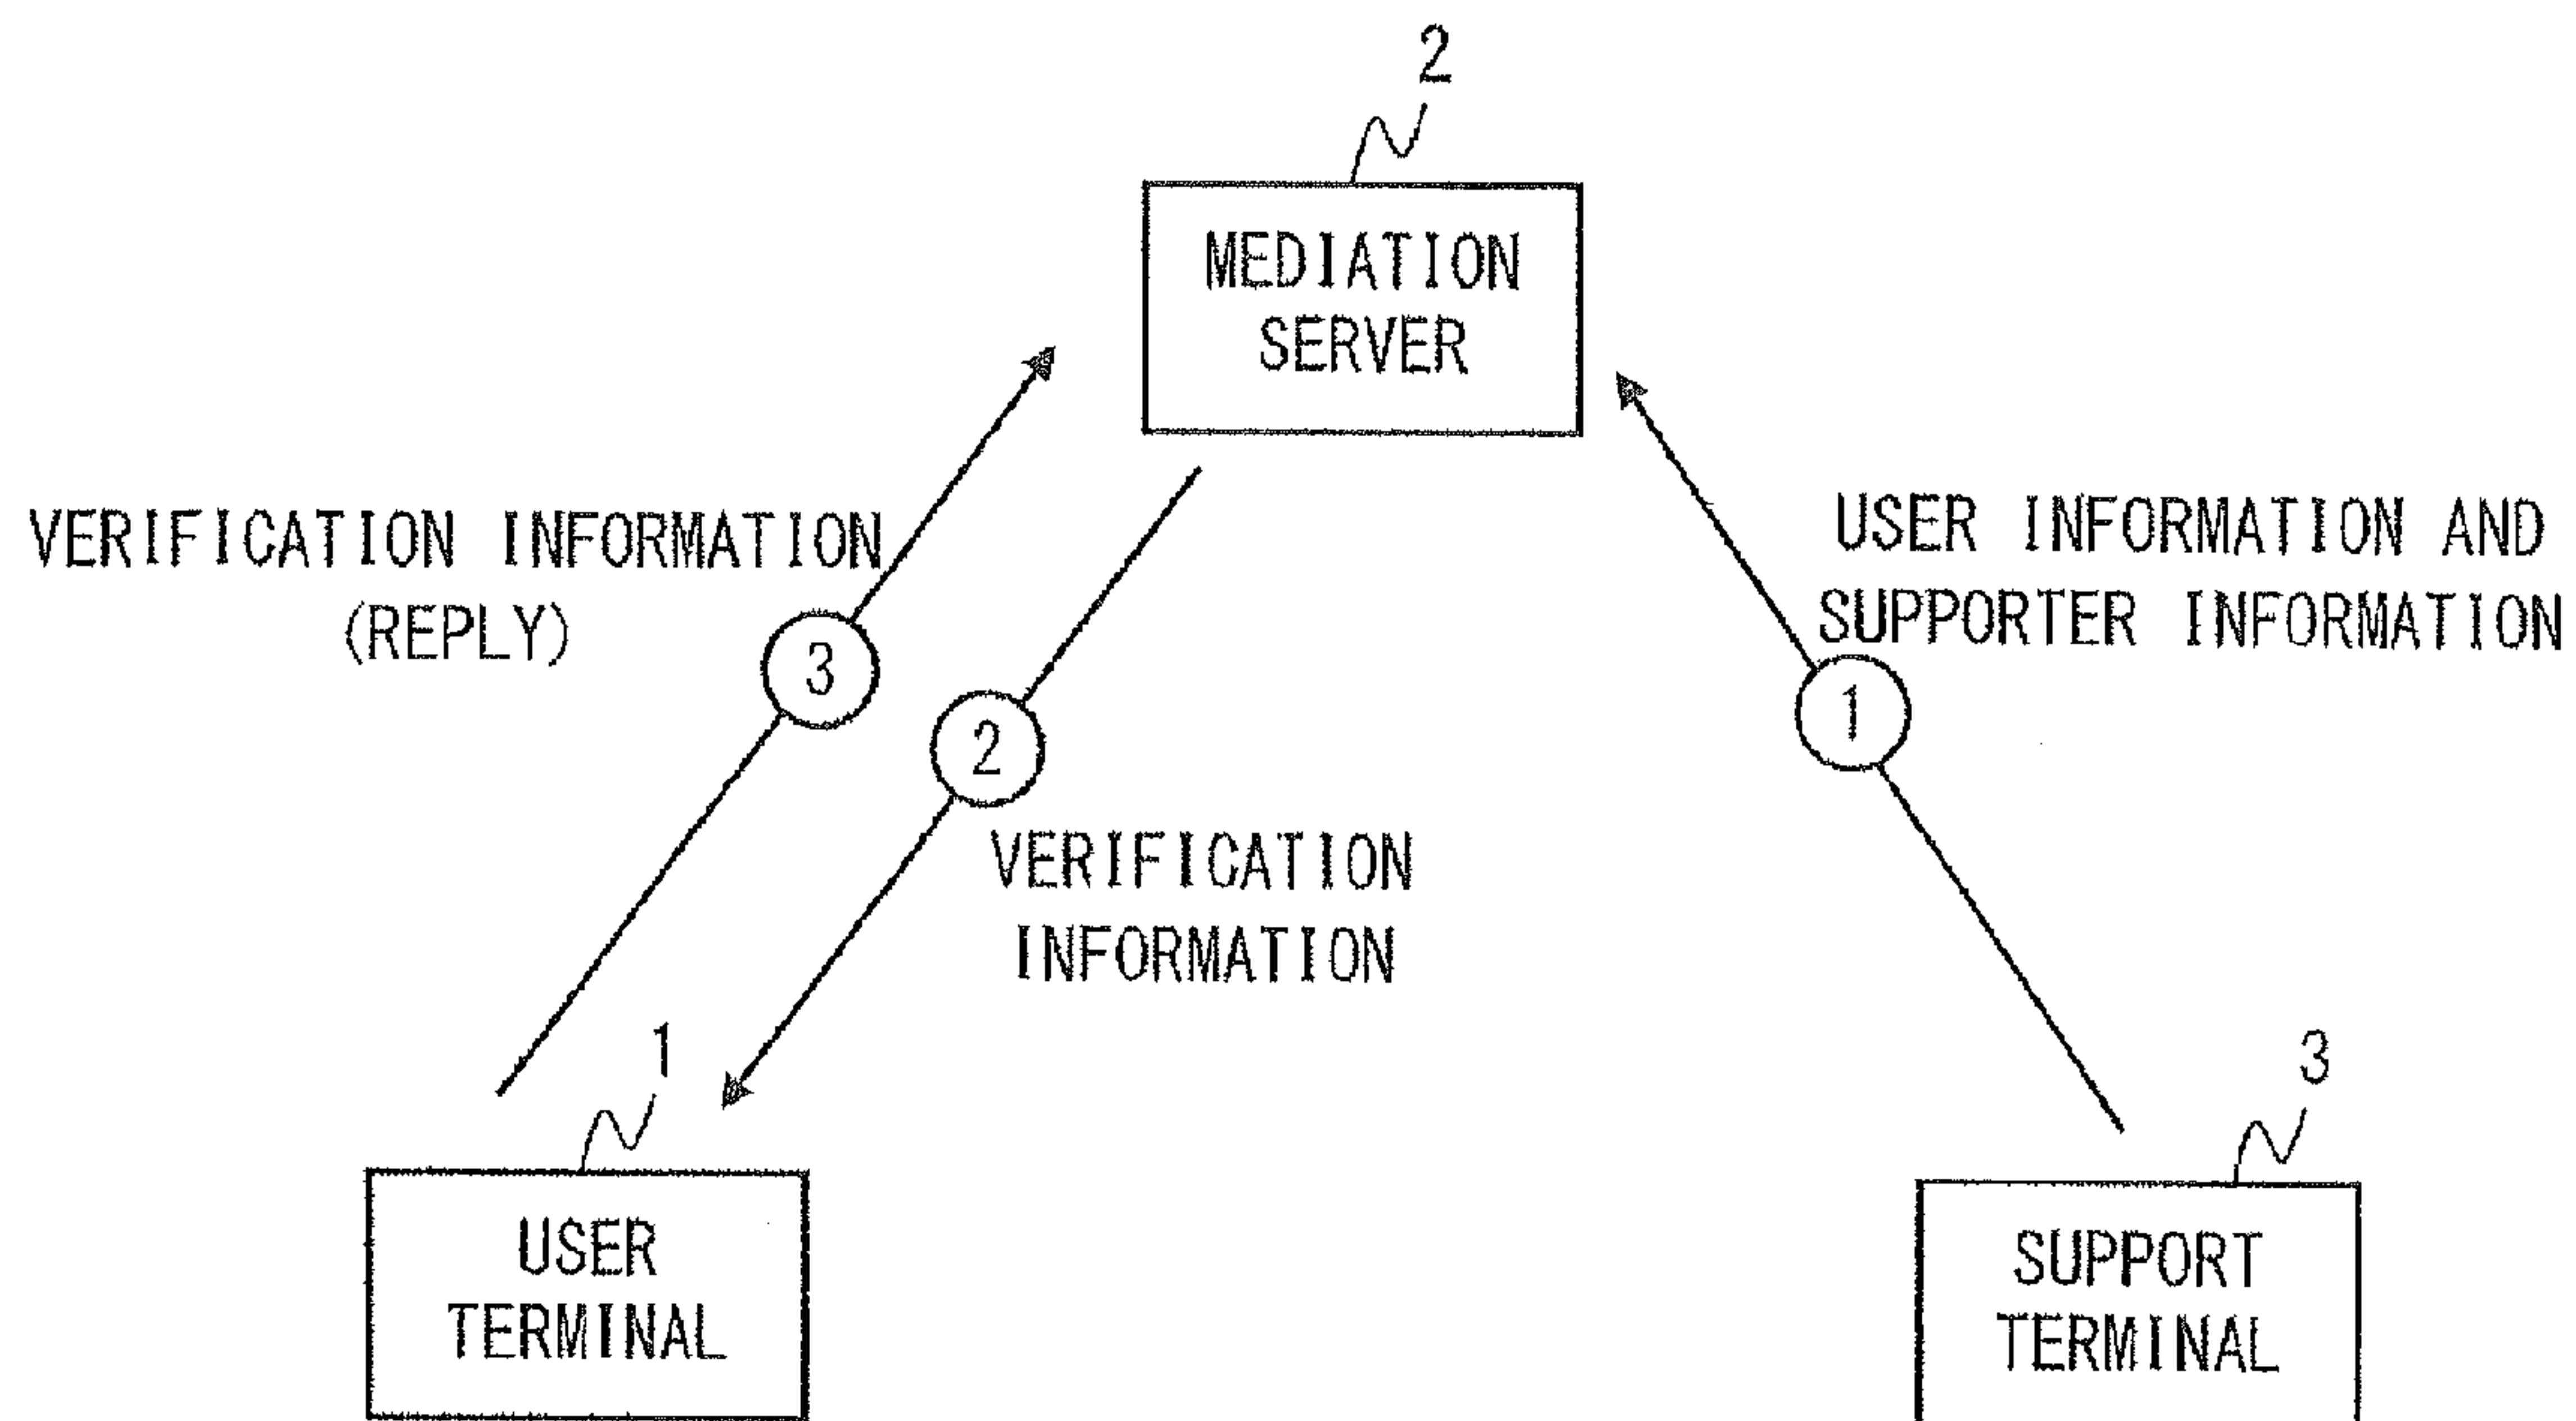 2
MEDIATION
SERVER
VERIFICATION INFORMATION
(REPLY)
USER INFORMATION AND
SUPPORTER INFORMATION
3
2
1
VERIFICATION
INFORMATION
1
3
USER
TERMINAL
SUPPORT
TERMINAL